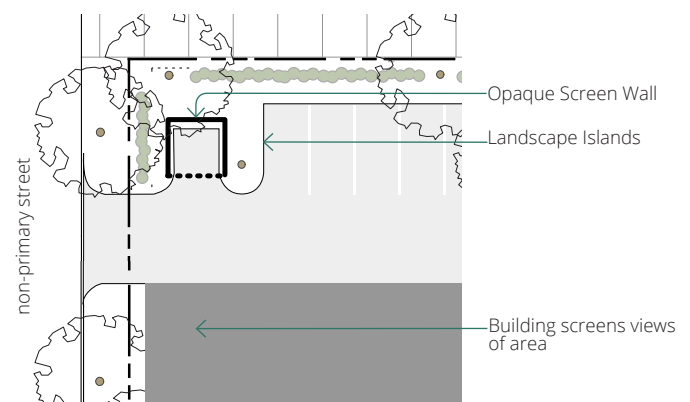 Opaque Screen Wall
Landscape Islands
non-primary street
Building screens views
of area